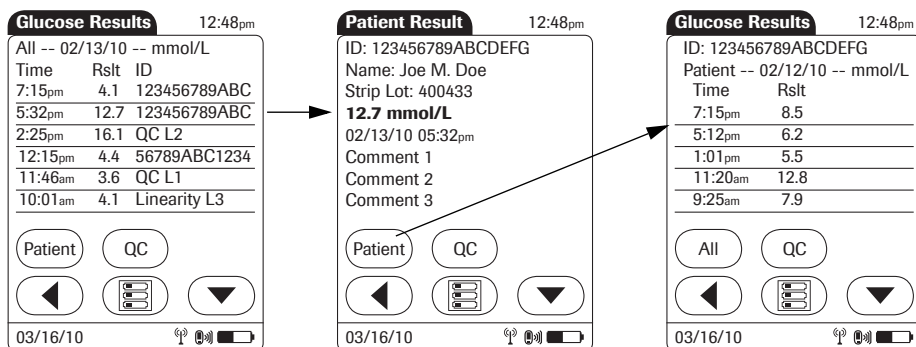 Glucose Results 12:48pm
All -- 02/13/10 -- mmol/L
Time Rslt ID
7:15pm 4.1 123456789ABC
5:32pm 12.7 123456789ABC
2:25pm 16.1 QC L2
12:15pm 4.4 56789ABC1234
11:46am 3.6 QC L1
10:01am 4.1 Linearity L3
Patient QC
03/16/10
Patient Result 12:48pm
ID: 123456789ABCDEFG
Name: Joe M. Doe
Strip Lot: 400433
12.7 mmol/L
02/13/10 05:32pm
Comment 1
Comment 2
Comment 3
Patient QC
03/16/10
Glucose Results 12:48pm
ID: 123456789ABCDEFG
Patient -- 02/12/10 -- mmol/L
Time Rslt
7:15pm 8.5
5:12pm 6.2
1:01pm 5.5
11:20am 12.8
9:25am 7.9
All QC
03/16/10